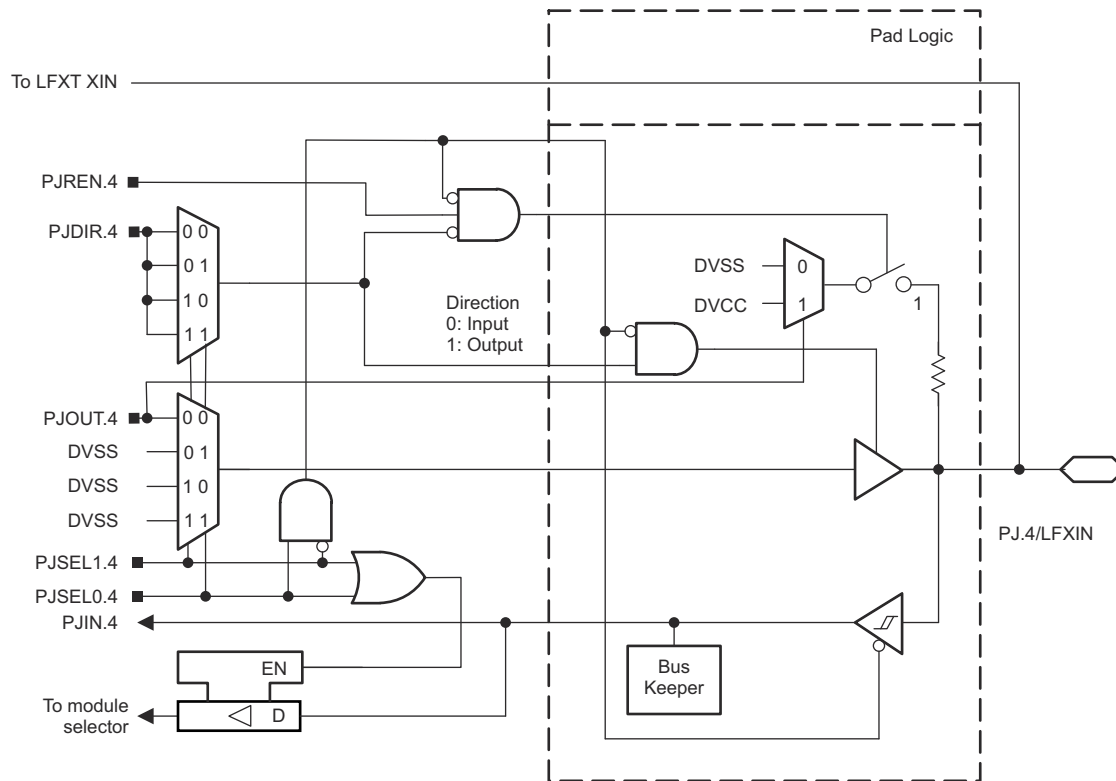 Pad Logic
To LFXT XIN
PJREN.4
PJDIR.4
0 0
0 1
1 0
1 1
Direction
0: Input
1: Output
DVSS
DVCC
0
1
1
PJOUT.4
DVSS
DVSS
DVSS
0 0
0 1
1 0
1 1
PJ.4/LFXIN
PJSEL1.4
PJSEL0.4
PJIN.4
Bus
Keeper
EN
D
To module
selector